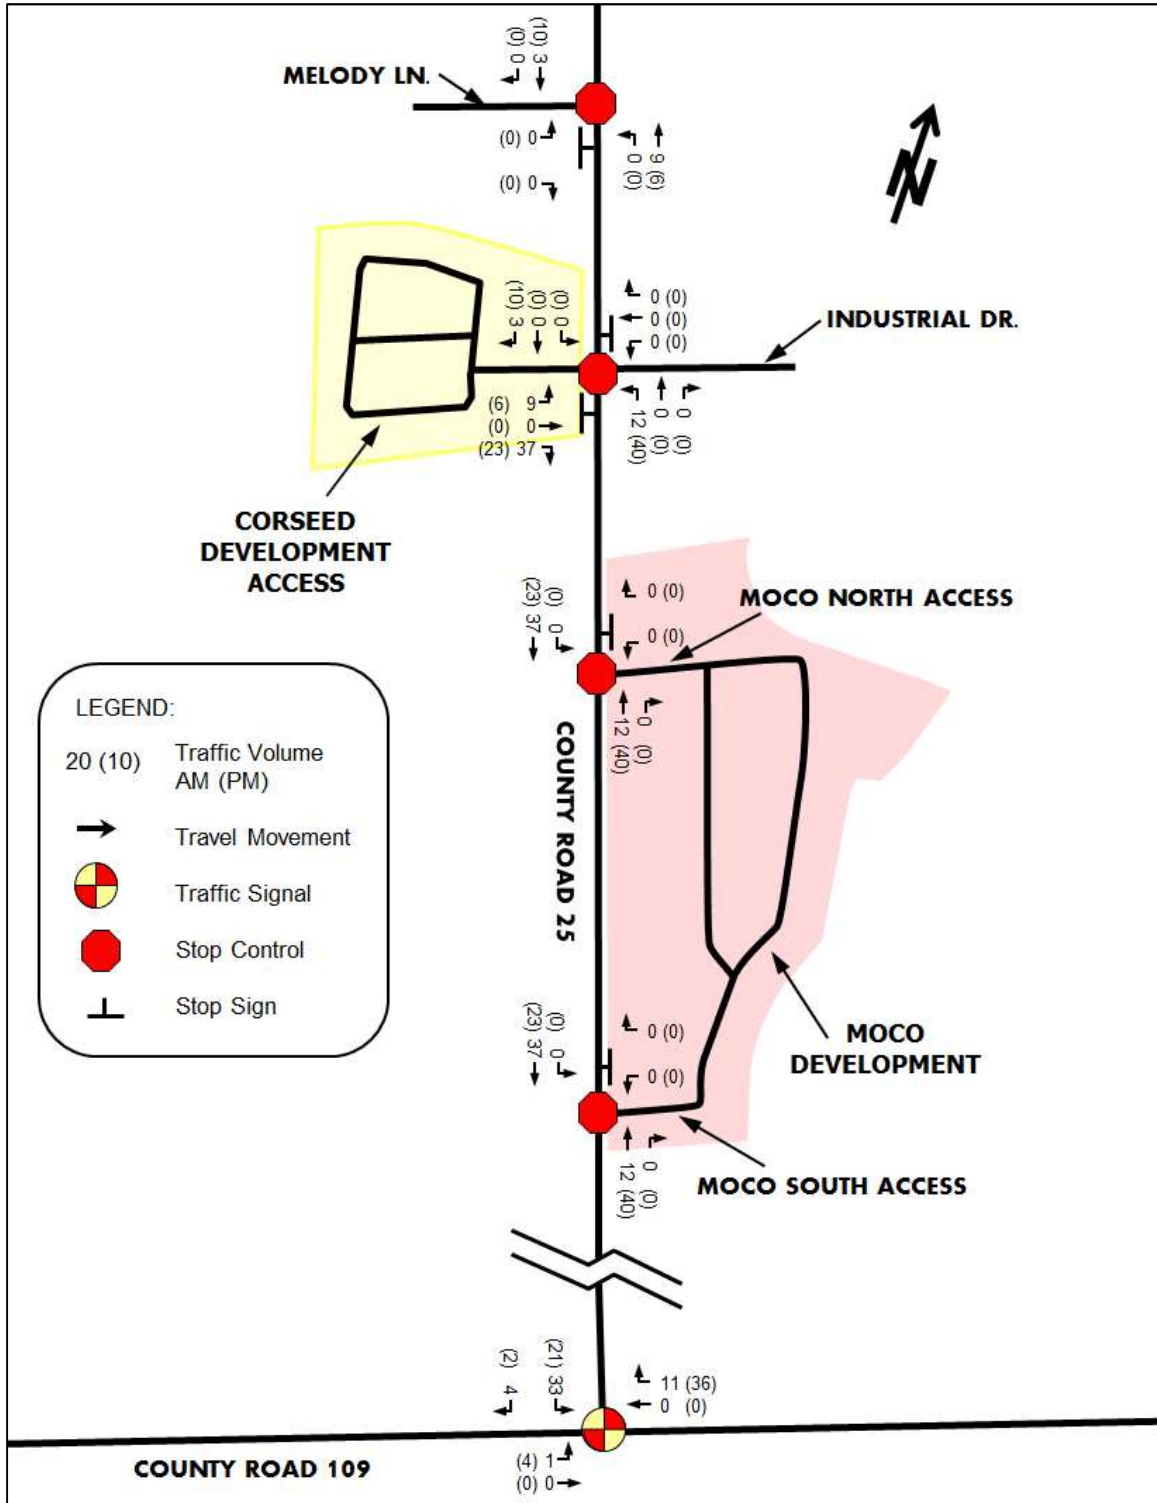 (10) 3
(0) 0
MELODY LN.
(0) 0
(0) 0
9 (6)
0 (0)
N
(0) 0
(0) 0
(10) 3
0 (0)
0 (0)
0 (0)
INDUSTRIAL DR.
(6) 9
(0) 0
(23) 37
0 (0)
0 (0)
12 (40)
CORSEED
DEVELOPMENT
ACCESS
(0) 0
(23) 37
0 (0)
0 (0)
MOCO NORTH ACCESS
0 (0)
12 (40)
LEGEND:
20 (10)
Traffic Volume
AM (PM)
Travel Movement
Traffic Signal
Stop Control
Stop Sign
COUNTY ROAD 25
(0) 0
(23) 37
0 (0)
0 (0)
MOCO
DEVELOPMENT
0 (0)
12 (40)
MOCO SOUTH ACCESS
(2) 4
(21) 33
11 (36)
0 (0)
COUNTY ROAD 109
(4) 1
(0) 0